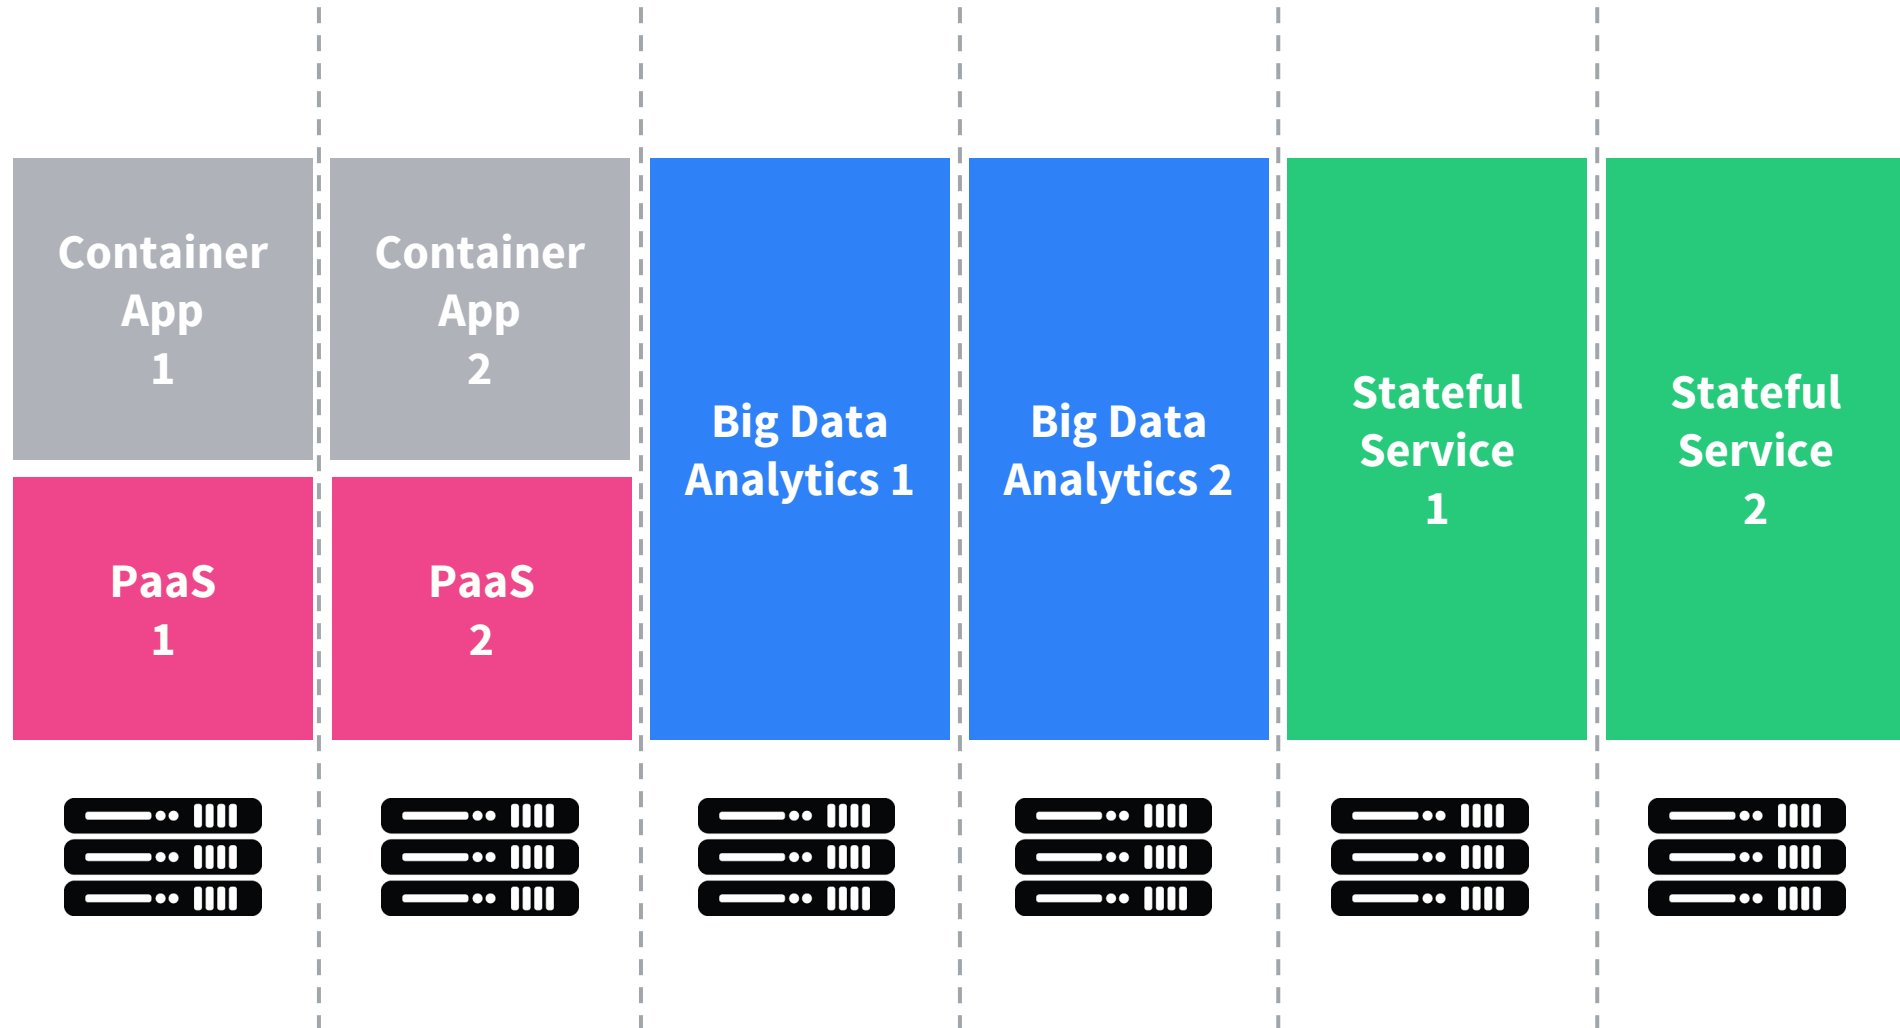 Container
App
1
Container
App
2
PaaS
1
PaaS
2
Big Data
Analytics 1
Big Data
Analytics 2
Stateful
Service
1
Stateful
Service
2